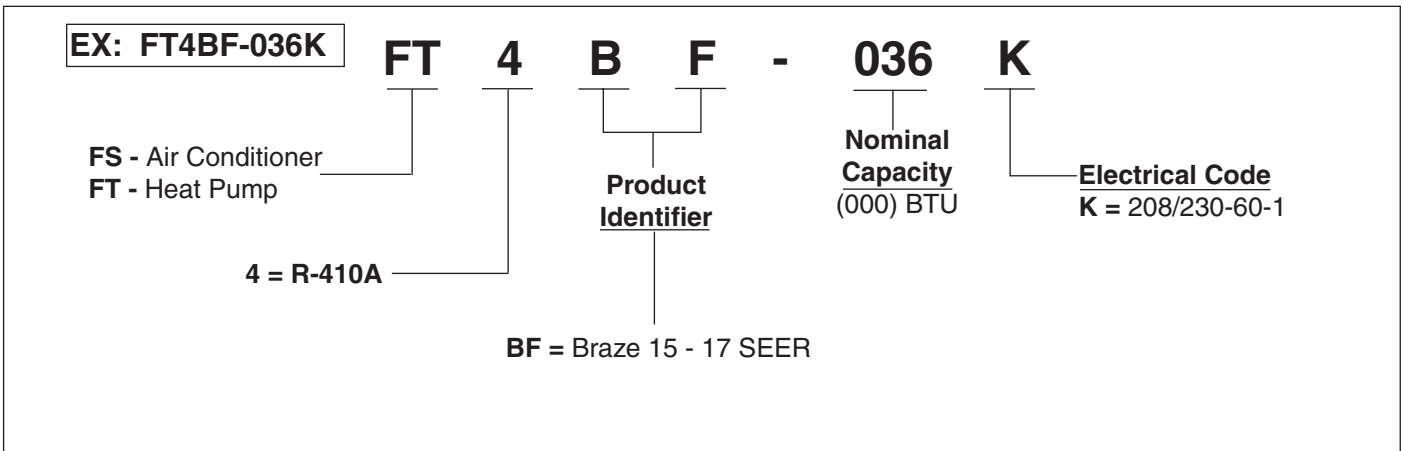 EX: FT4BF-036K
FT 4 B F - 036 K
FS - Air Conditioner
FT - Heat Pump
4 = R-410A
Product
Identifier
BF = Braze 15 - 17 SEER
Nominal
Capacity
(000) BTU
Electrical Code
K = 208/230-60-1